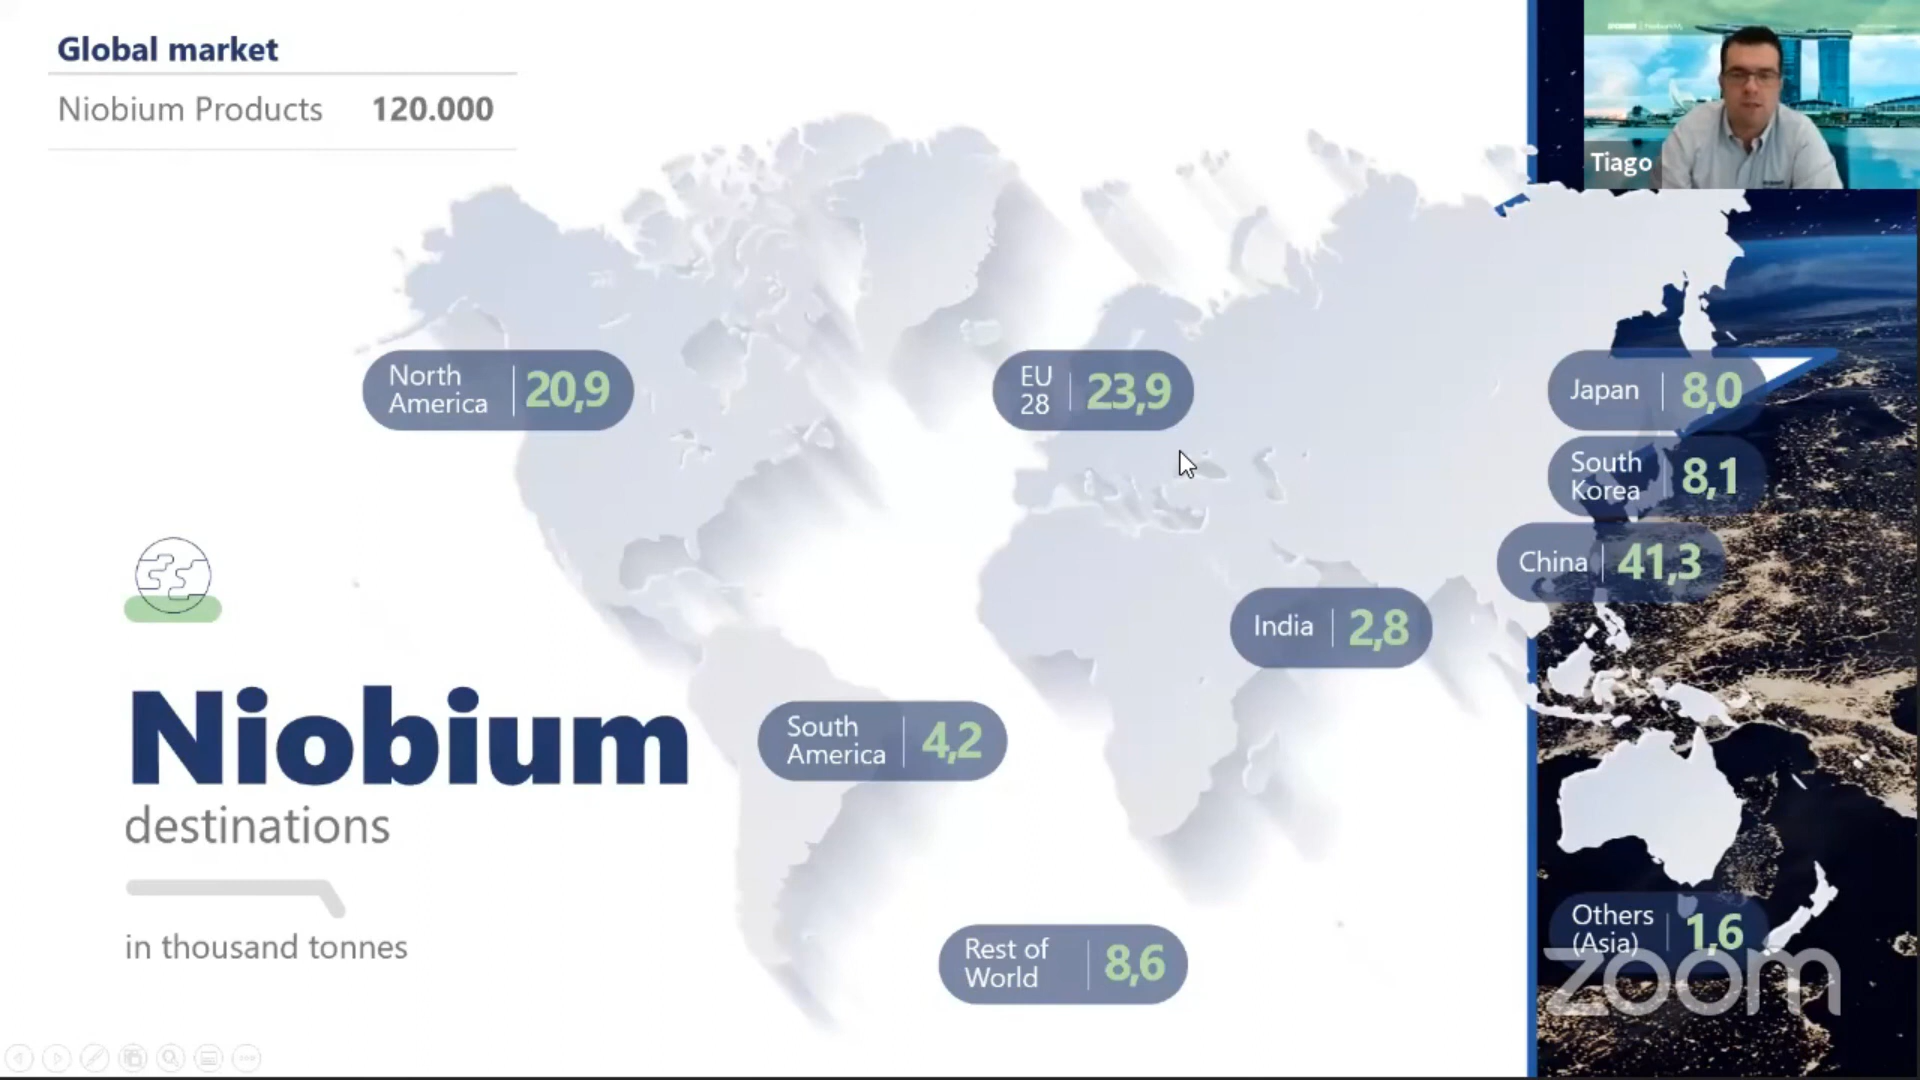 Global market
Niobium Products 120.000
Tiago
North
America 20,9
EU
28 23,9
Japan 8,0
South
Korea 8,1
China 41,3
India 2,8
South
America 4,2
Niobium
destinations
in thousand tonnes
Rest of
World 8,6
Others
(Asia) 1,6
zoom